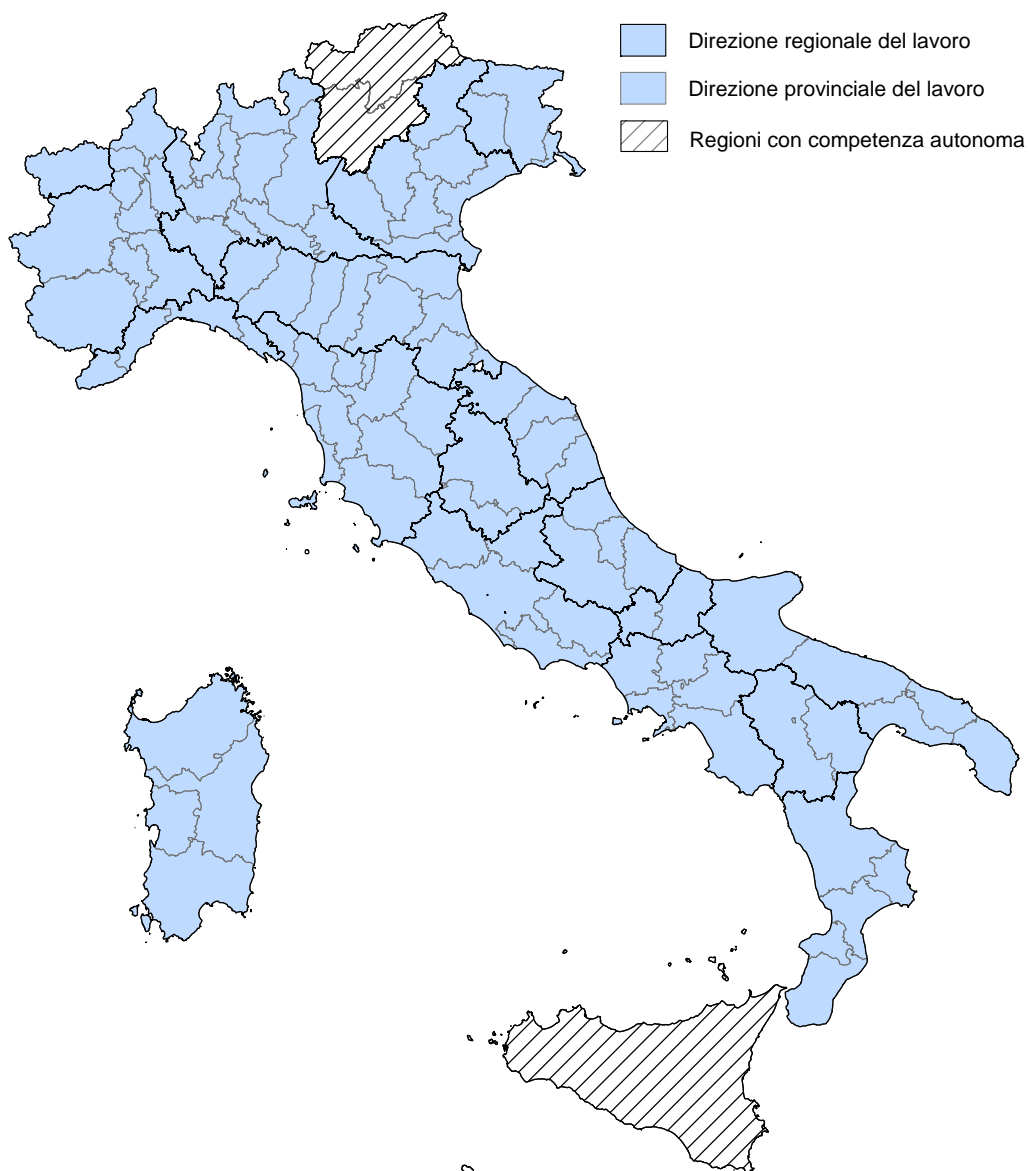 Direzione regionale del lavoro
Direzione provinciale del lavoro
Regioni con competenza autonoma